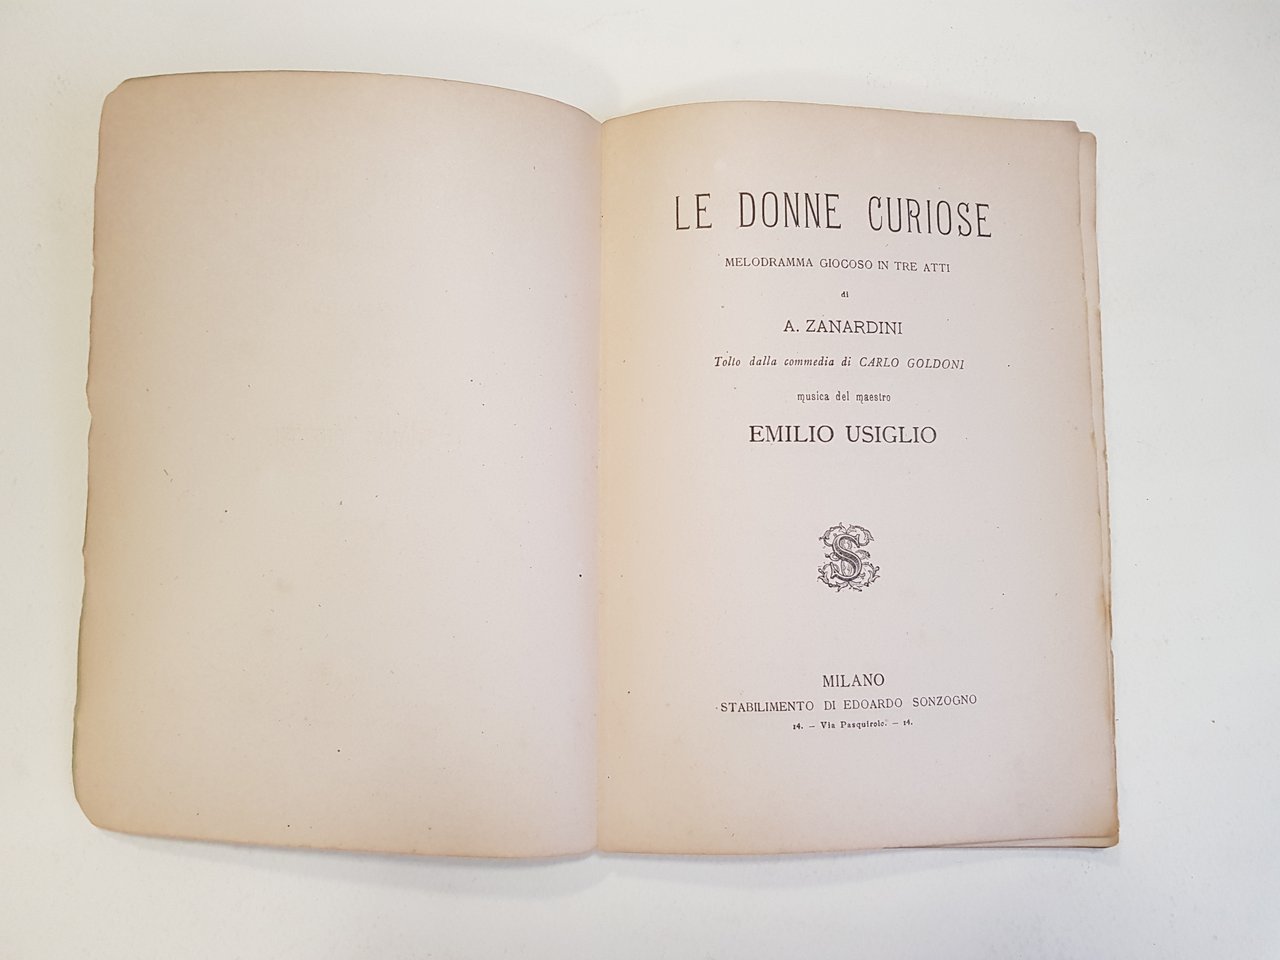 LE DONNE CURIOSE
MELODRAMMA GIOCOSO IN TRE ATTI
di
A. ZANARDINI
Tolto dalla commedia di CARLO GOLDONI
musica del maestro
EMILIO USIGLIO
S
MILANO
STABILIMENTO DI EDOARDO SONZOGNO
14. — Via Pasquirolo. — 14.